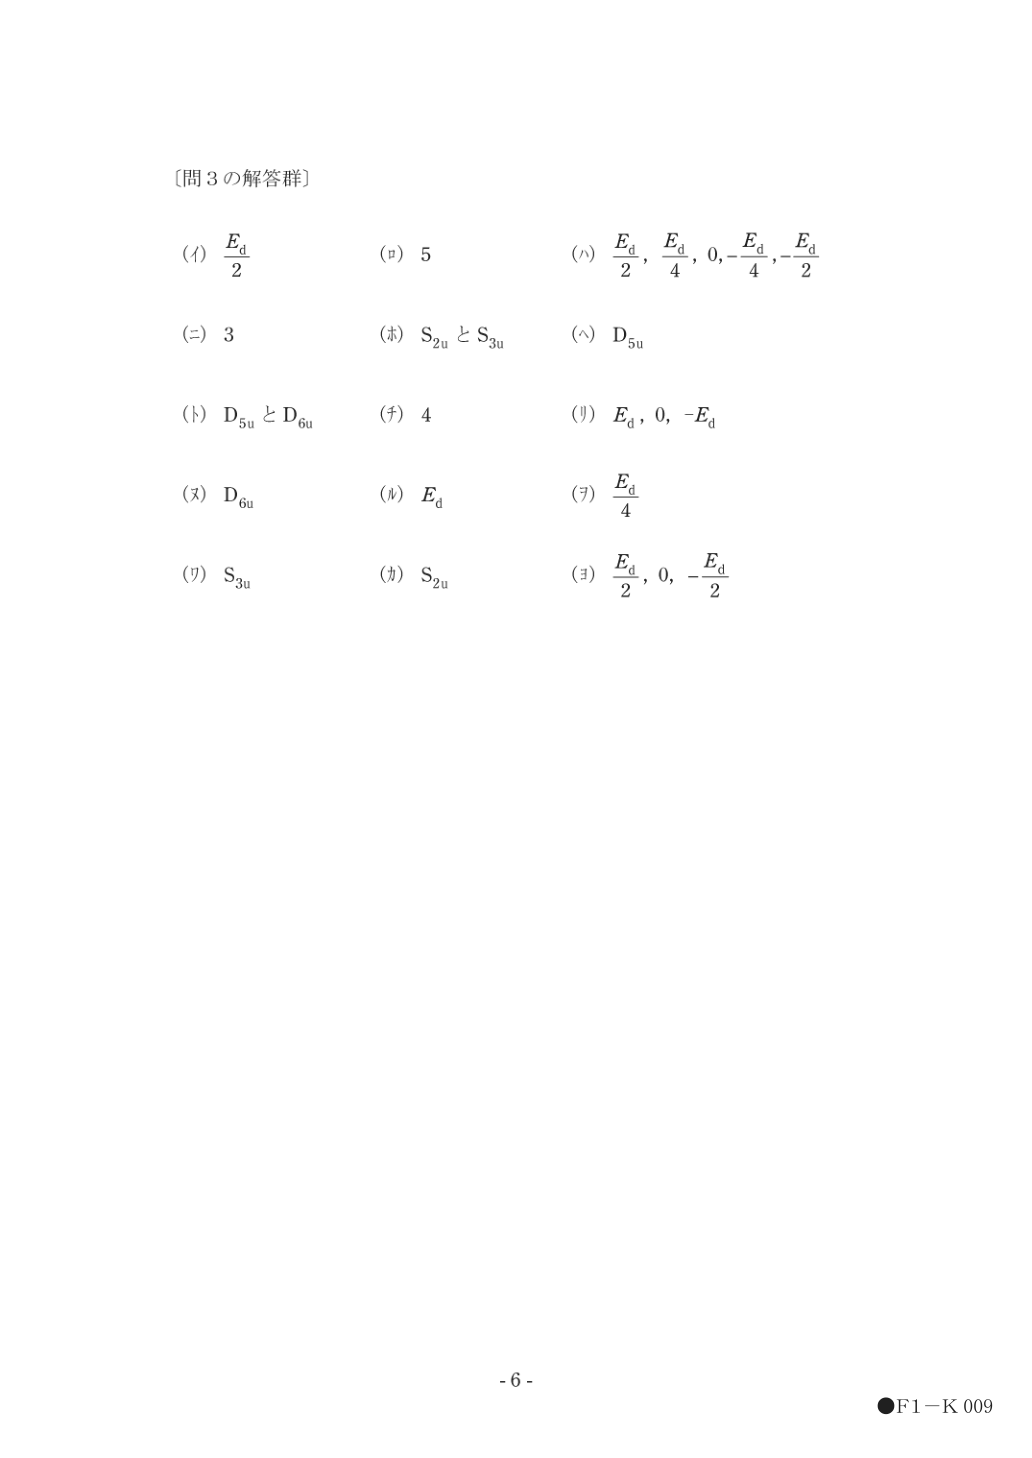 〔問３の解答群〕
(ｲ) E_d/2 (ﾛ) 5 (ﾊ) E_d/2, E_d/4, 0, -E_d/4, -E_d/2
(ﾆ) 3 (ﾎ) S_2u と S_3u (ﾍ) D_5u
(ﾄ) D_5u と D_6u (ﾁ) 4 (ﾘ) E_d, 0, -E_d
(ﾇ) D_6u (ﾙ) E_d (ｦ) E_d/4
(ﾜ) S_3u (ｶ) S_2u (ﾖ) E_d/2, 0, -E_d/2
- 6 -
●F1－K 009